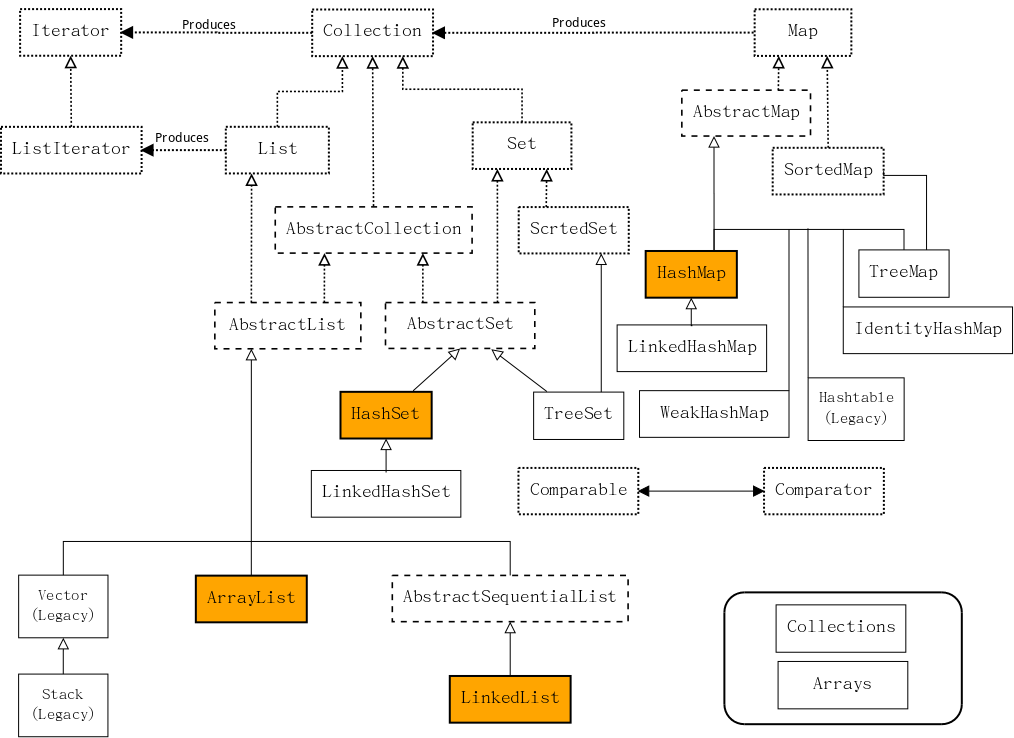 Iterator
Produces
Collection
Produces
Map
AbstractMap
ListIterator
Produces
List
Set
SortedMap
AbstractCollection
ScrtedSet
HashMap
TreeMap
AbstractList
AbstractSet
IdentityHashMap
LinkedHashMap
HashSet
TreeSet
WeakHashMap
Hashtable
(Legacy)
LinkedHashSet
Comparable
Comparator
Vector
(Legacy)
ArrayList
AbstractSequentialList
Collections
Stack
(Legacy)
LinkedList
Arrays